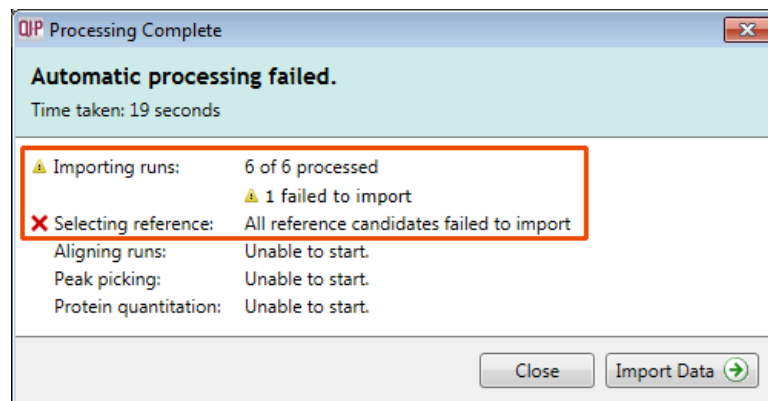 QIP Processing Complete
Automatic processing failed.
Time taken: 19 seconds
Importing runs: 6 of 6 processed
1 failed to import
Selecting reference: All reference candidates failed to import
Aligning runs: Unable to start.
Peak picking: Unable to start.
Protein quantitation: Unable to start.
Close Import Data